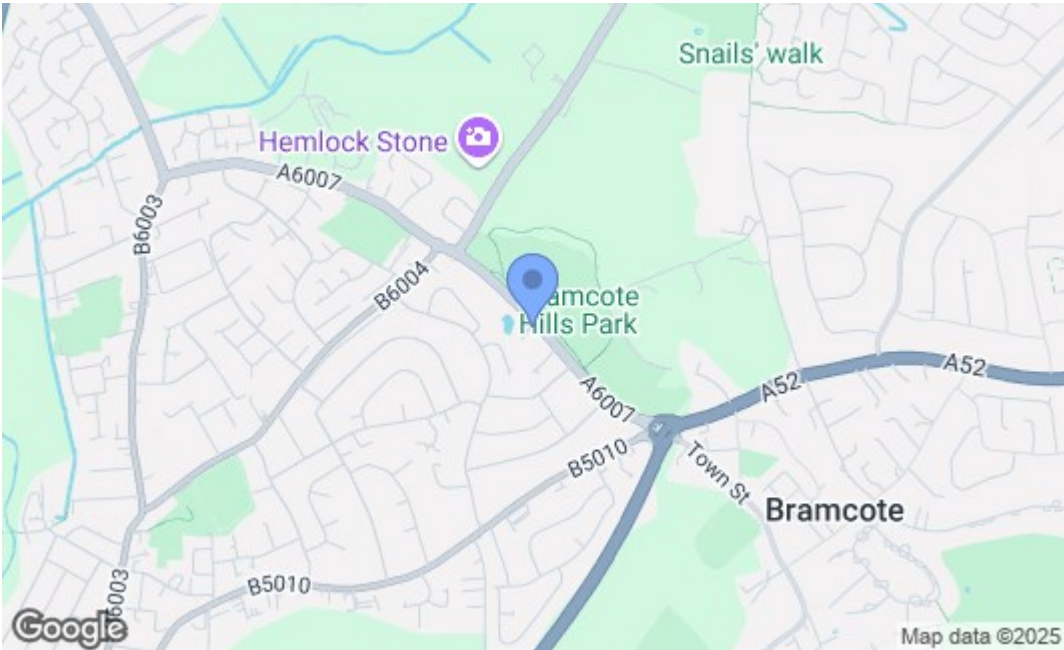 Snails' walk
Hemlock Stone
A6007
B6003
B6004
Bramcote
Hills Park
A52
A52
A6007
B5010
Town St
Bramcote
B5010
B6003
Google
Map data ©2025